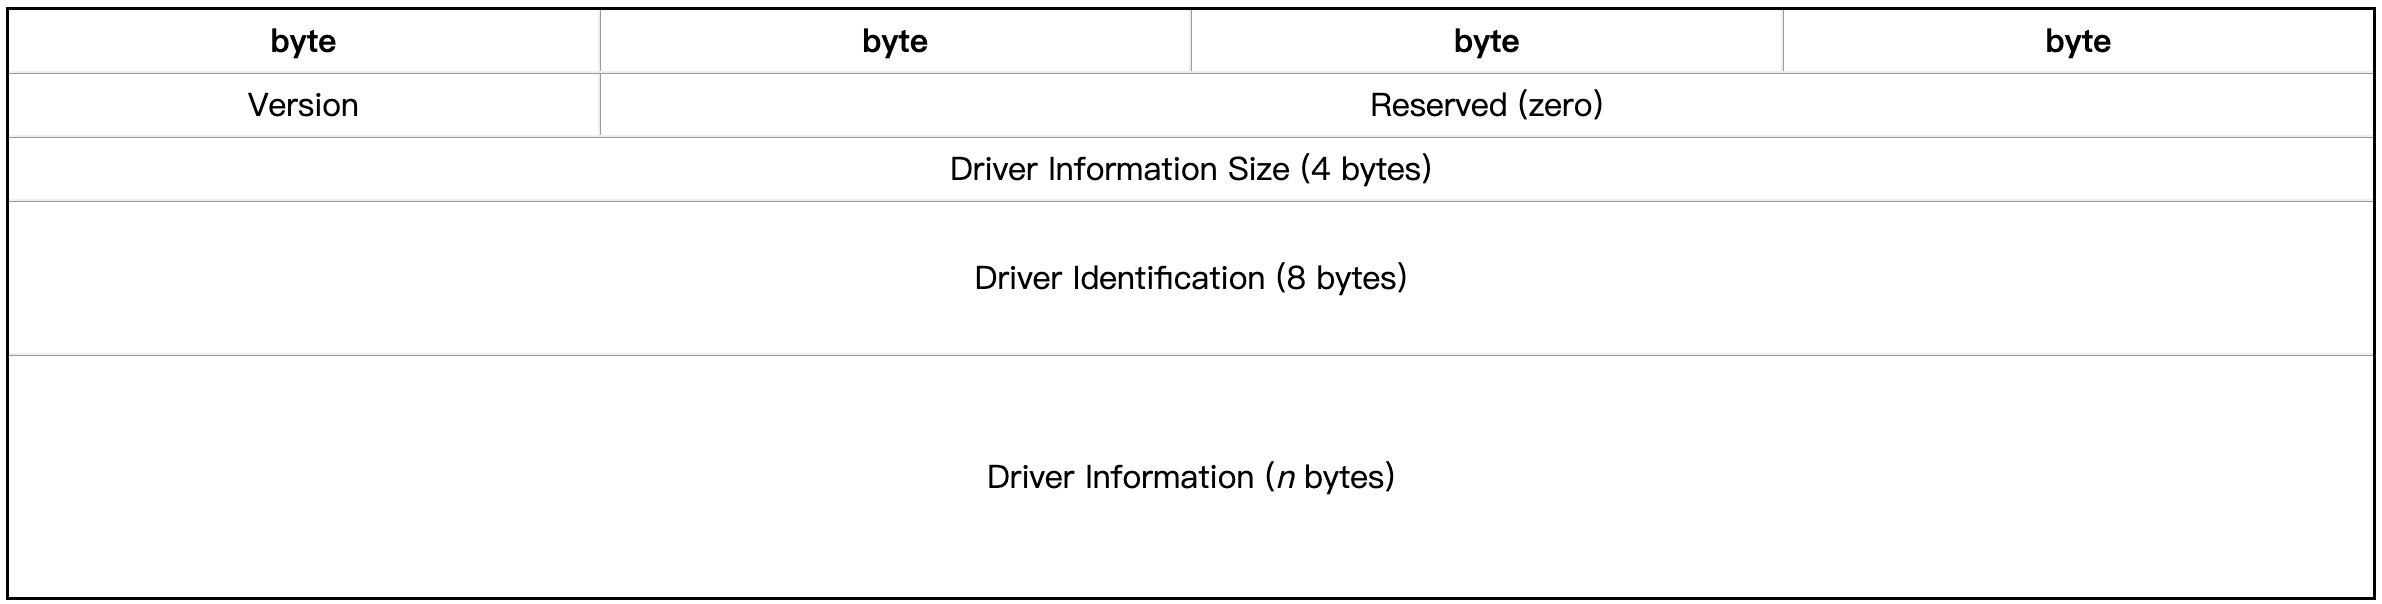 byte byte byte byte
Version Reserved (zero)
Driver Information Size (4 bytes)
Driver Identification (8 bytes)
Driver Information (n bytes)